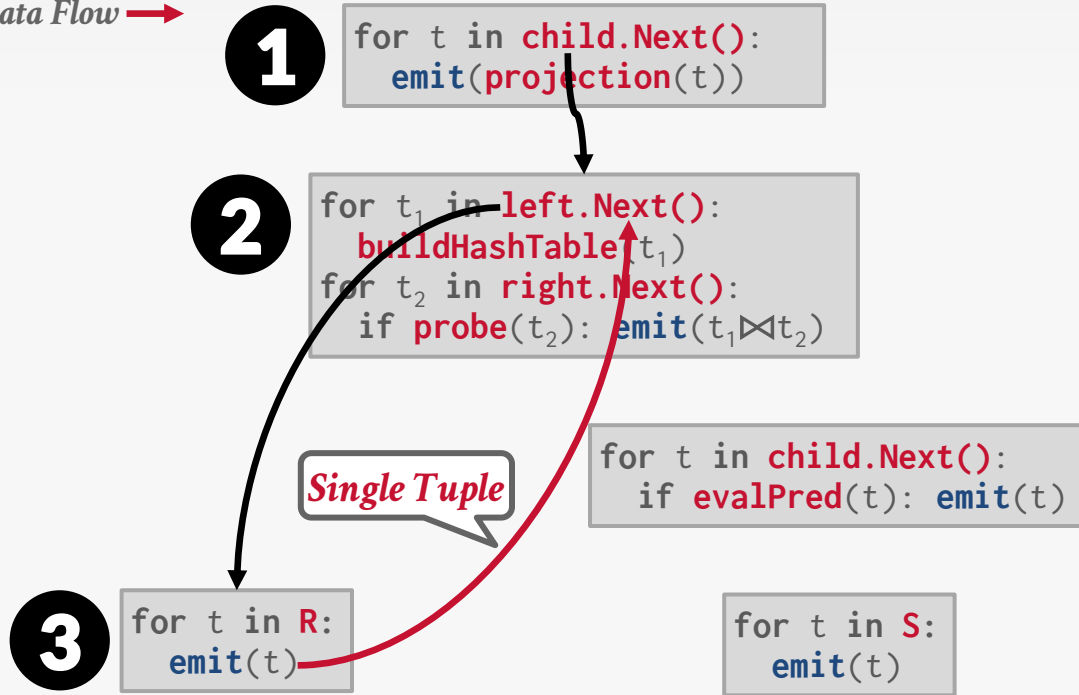 ata Flow
1
for t in child.Next():
emit(projection(t))
2
for t₁ in left.Next():
buildHashTable(t₁)
for t₂ in right.Next():
if probe(t₂): emit(t₁⨝t₂)
Single Tuple
for t in child.Next():
if evalPred(t): emit(t)
3
for t in R:
emit(t)
for t in S:
emit(t)